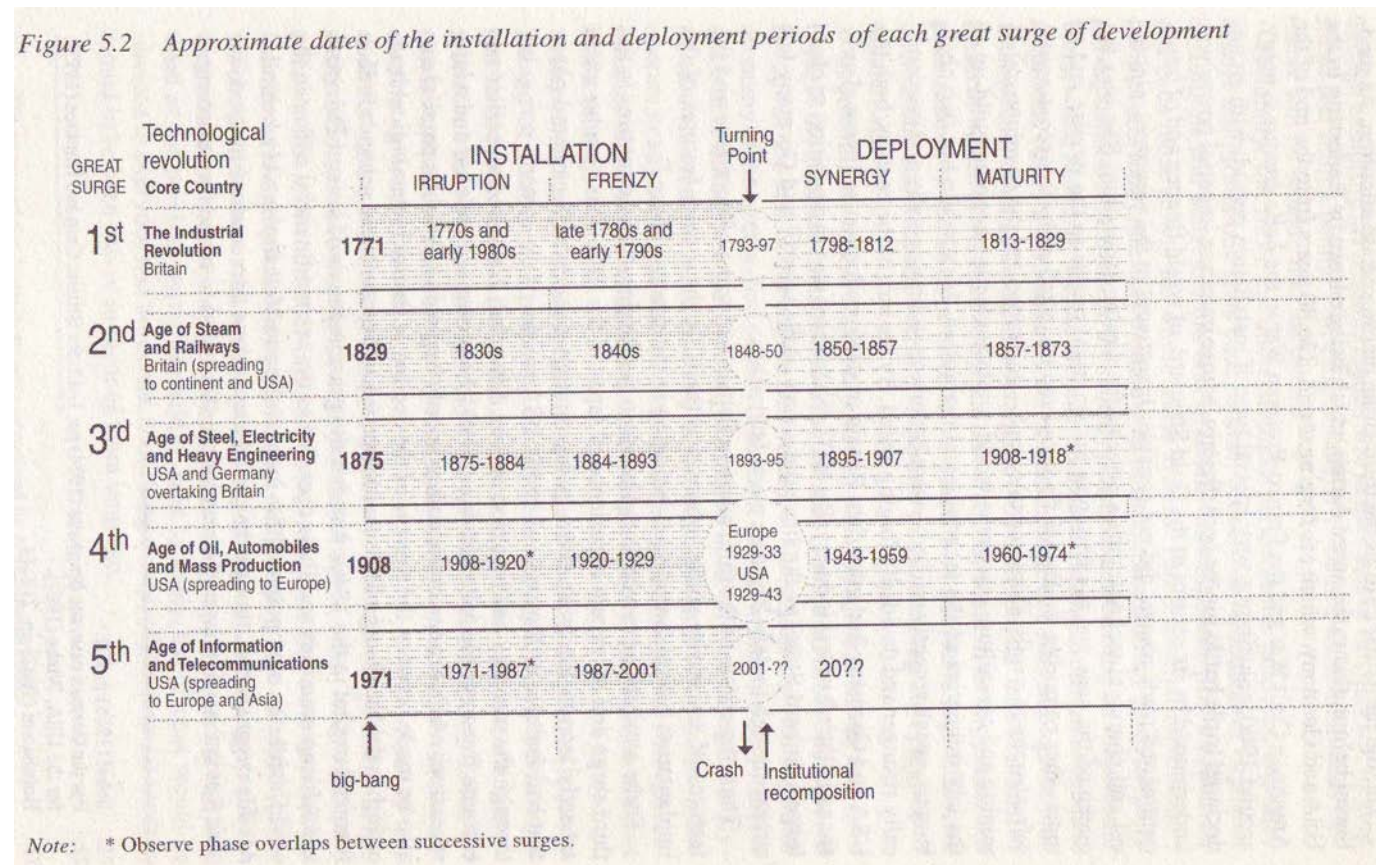 Figure 5.2 Approximate dates of the installation and deployment periods of each great surge of development
GREAT
SURGE
Technological
revolution
Core Country
INSTALLATION
IRRUPTION
FRENZY
Turning
Point
DEPLOYMENT
SYNERGY
MATURITY
1st
The Industrial
Revolution
Britain
1771
1770s and
early 1980s
late 1780s and
early 1790s
1793-97
1798-1812
1813-1829
2nd
Age of Steam
and Railways
Britain (spreading
to continent and USA)
1829
1830s
1840s
1848-50
1850-1857
1857-1873
3rd
Age of Steel, Electricity
and Heavy Engineering
USA and Germany
overtaking Britain
1875
1875-1884
1884-1893
1893-95
1895-1907
1908-1918*
4th
Age of Oil, Automobiles
and Mass Production
USA (spreading to Europe)
1908
1908-1920*
1920-1929
Europe
1929-33
USA
1929-43
1943-1959
1960-1974*
5th
Age of Information
and Telecommunications
USA (spreading
to Europe and Asia)
1971
1971-1987*
1987-2001
2001-??
20??
big-bang
Crash
Institutional
recomposition
Note: * Observe phase overlaps between successive surges.